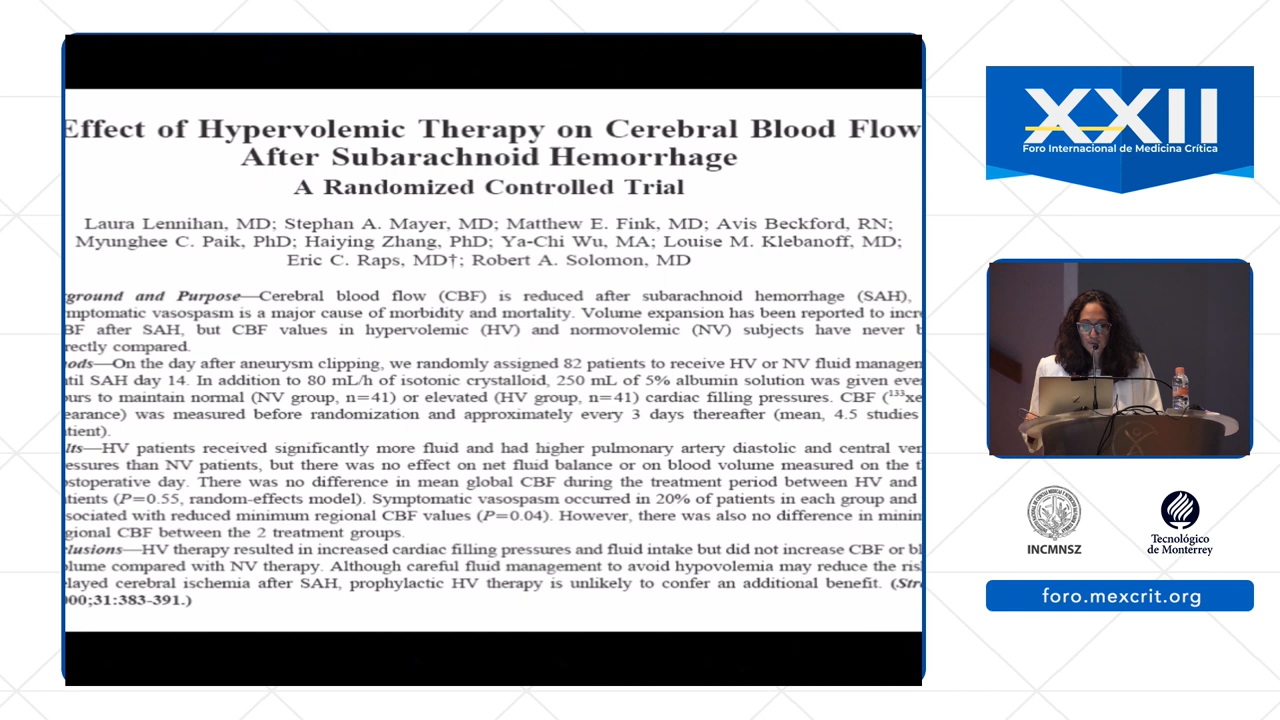 Effect of Hypervolemic Therapy on Cerebral Blood Flow
After Subarachnoid Hemorrhage
A Randomized Controlled Trial
Laura Lennihan, MD; Stephan A. Mayer, MD; Matthew E. Fink, MD; Avis Beckford, RN;
Myunghee C. Paik, PhD; Haiying Zhang, PhD; Ya-Chi Wu, MA; Louise M. Klebanoff, MD;
Eric C. Raps, MD†; Robert A. Solomon, MD
ground and Purpose—Cerebral blood flow (CBF) is reduced after subarachnoid hemorrhage (SAH),
mptomatic vasospasm is a major cause of morbidity and mortality. Volume expansion has been reported to incre
BF after SAH, but CBF values in hypervolemic (HV) and normovolemic (NV) subjects have never b
rectly compared.
ods—On the day after aneurysm clipping, we randomly assigned 82 patients to receive HV or NV fluid managem
til SAH day 14. In addition to 80 mL/h of isotonic crystalloid, 250 mL of 5% albumin solution was given eve
ours to maintain normal (NV group, n=41) or elevated (HV group, n=41) cardiac filling pressures. CBF (133xe
earance) was measured before randomization and approximately every 3 days thereafter (mean, 4.5 studies
tient).
lts—HV patients received significantly more fluid and had higher pulmonary artery diastolic and central ven
essures than NV patients, but there was no effect on net fluid balance or on blood volume measured on the t
ostoperative day. There was no difference in mean global CBF during the treatment period between HV and
tients (P=0.55, random-effects model). Symptomatic vasospasm occurred in 20% of patients in each group and
sociated with reduced minimum regional CBF values (P=0.04). However, there was also no difference in minim
gional CBF between the 2 treatment groups.
lusions—HV therapy resulted in increased cardiac filling pressures and fluid intake but did not increase CBF or bl
olume compared with NV therapy. Although careful fluid management to avoid hypovolemia may reduce the ris
elayed cerebral ischemia after SAH, prophylactic HV therapy is unlikely to confer an additional benefit. (Str
000;31:383-391.)
XXII
Foro Internacional de Medicina Crítica
INCMNSZ
Tecnológico
de Monterrey
foro.mexcrit.org